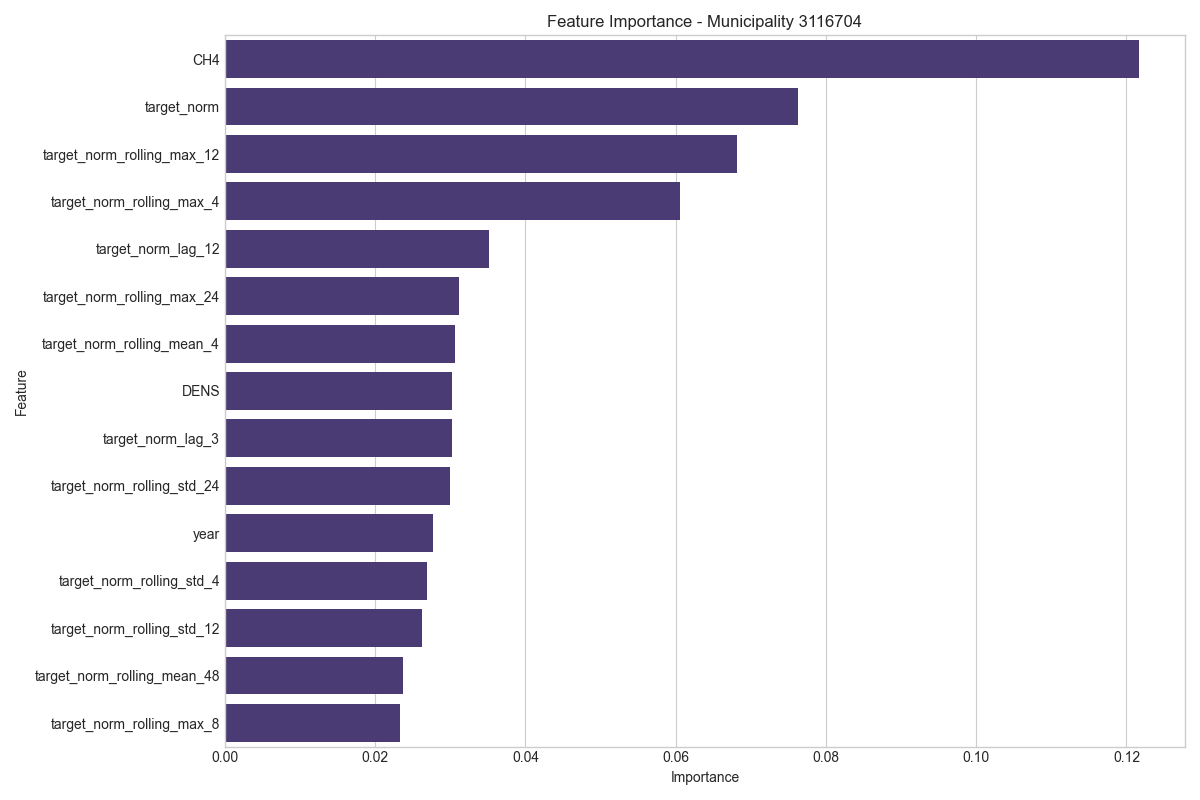 Feature Importance - Municipality 3116704
CH4
target_norm
target_norm_rolling_max_12
target_norm_rolling_max_4
target_norm_lag_12
target_norm_rolling_max_24
target_norm_rolling_mean_4
DENS
target_norm_lag_3
target_norm_rolling_std_24
year
target_norm_rolling_std_4
target_norm_rolling_std_12
target_norm_rolling_mean_48
target_norm_rolling_max_8
Feature
0.00 0.02 0.04 0.06 0.08 0.10 0.12
Importance